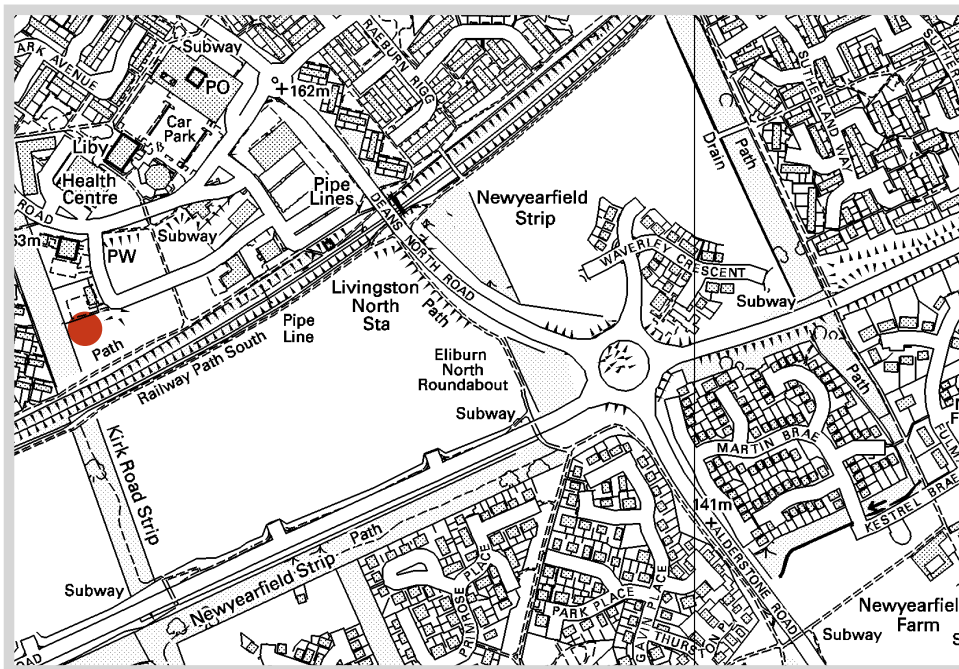 Subway
ARK AVENUE
PO
162m
RAEBURN RIGG
SUTHERLAND WAY
Car
Park
&
Liby
Health
Centre
Pipe
Lines
Drain
Path
Newyearfield
Strip
ROAD
Subway
63m
PW
DEANS NORTH ROAD
WAVERLEY CRESCENT
Subway
Livingston
North
Sta
Path
Path
Pipe
Line
Railway Path South
Eliburn
North
Roundabout
Subway
Path
Kirk Road Strip
MARTIN BRAE
141m
KESTREL BRAE
ALDERSTONE ROAD
Path
Subway
Newyearfield Strip
PRIMROSE PLACE
PARK PLACE
GAVIN PLACE
Newyearfiel
Farm
Subway